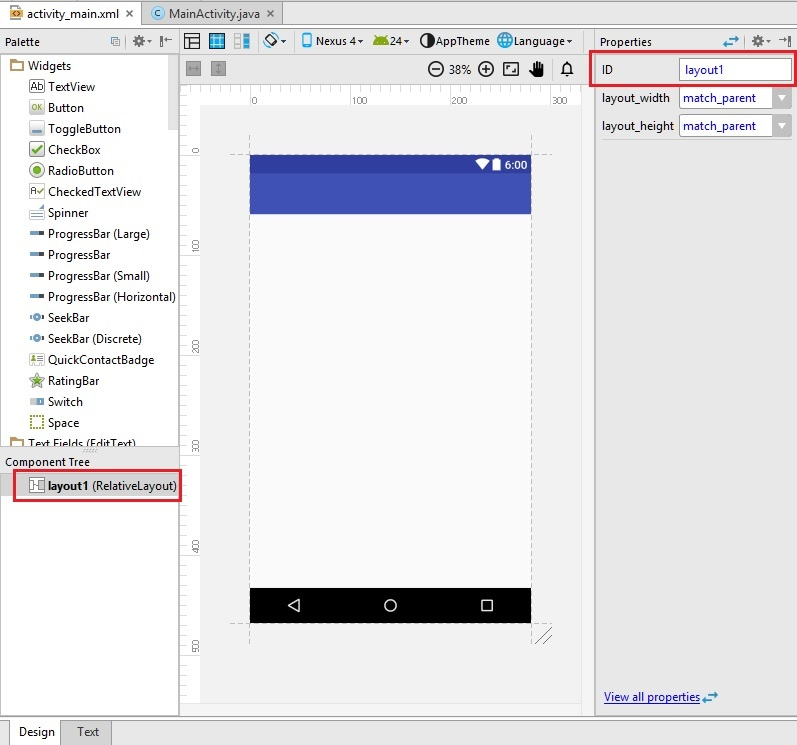 activity_main.xml MainActivity.java
Palette Nexus 4 24 AppTheme Language Properties
38%
ID layout1
layout_width match_parent
layout_height match_parent
Widgets
TextView
Button
ToggleButton
CheckBox
RadioButton
CheckedTextView
Spinner
ProgressBar (Large)
ProgressBar
ProgressBar (Small)
ProgressBar (Horizontal)
SeekBar
SeekBar (Discrete)
QuickContactBadge
RatingBar
Switch
Space
Text Fields (EditText)
Component Tree
layout1 (RelativeLayout)
0 100 200 300
0
100
200
300
400
500
6:00
View all properties
Design Text